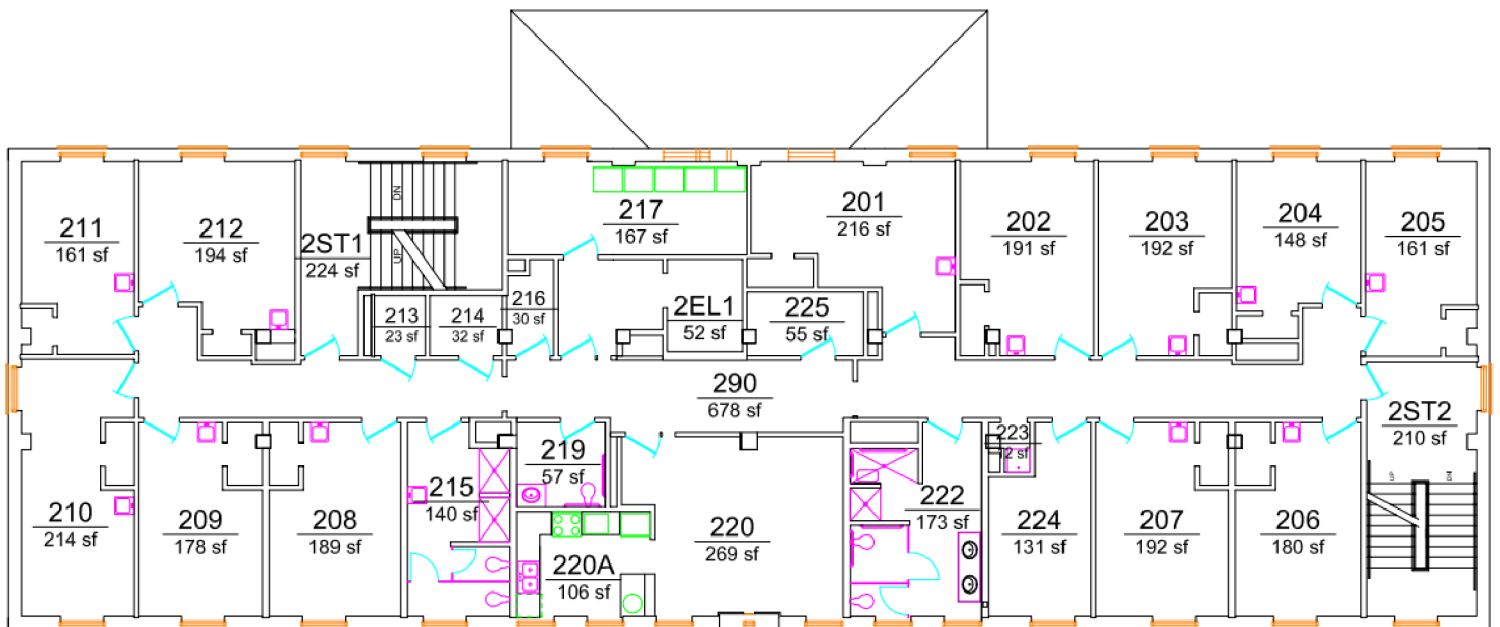 211
161 sf
212
194 sf
2ST1
224 sf
DN
UP
213
23 sf
214
32 sf
216
30 sf
217
167 sf
2EL1
52 sf
225
55 sf
201
216 sf
202
191 sf
203
192 sf
204
148 sf
205
161 sf
290
678 sf
2ST2
210 sf
UP
DN
210
214 sf
209
178 sf
208
189 sf
215
140 sf
219
57 sf
220A
106 sf
220
269 sf
222
173 sf
223
12 sf
224
131 sf
207
192 sf
206
180 sf